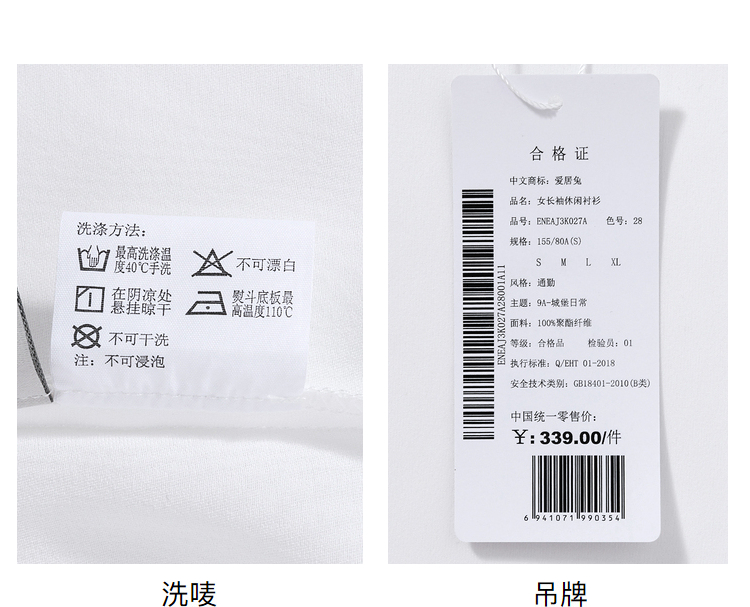 洗涤方法:
最高洗涤温
度40℃手洗
不可漂白
在阴凉处
悬挂晾干
熨斗底板最
高温度110℃
不可干洗
注: 不可浸泡
洗唛
合格证
中文商标: 爱居兔
品名: 女长袖休闲衬衫
品号: ENEAJ3K027A 色号: 28
规格: 155/80A(S)
S M L XL
风格: 通勤
主题: 9A-城堡日常
面料: 100%聚酯纤维
等级: 合格品 检验员: 01
执行标准: Q/EHT 01-2018
安全技术类别: GB18401-2010(B类)
ENEAJ3K027A28001A11
中国统一零售价:
¥: 339.00/件
6 941071 990354
吊牌